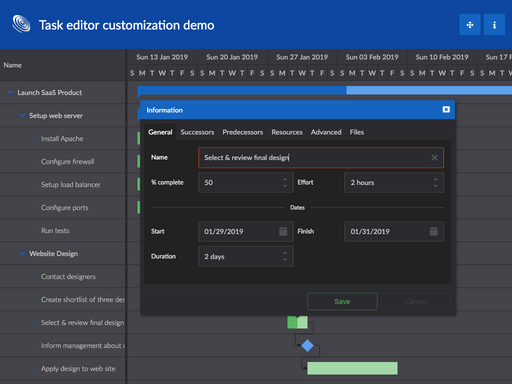 Task editor customization demo
Name
Sun 13 Jan 2019 Sun 20 Jan 2019 Sun 27 Jan 2019 Sun 03 Feb 2019 Sun 10 Feb 2019 Sun 17 F
S M T W T F S S M T W T F S S M T W T F S S M T W T F S S M T W T F S S M T
Launch SaaS Product
Setup web server
Install Apache
Configure firewall
Setup load balancer
Configure ports
Run tests
Website Design
Contact designers
Create shortlist of three des
Select & review final design
Inform management about
Apply design to web site
Information
General Successors Predecessors Resources Advanced Files
Name Select & review final design
% complete 50 Effort 2 hours
Dates
Start 01/29/2019 Finish 01/31/2019
Duration 2 days
Save Cancel